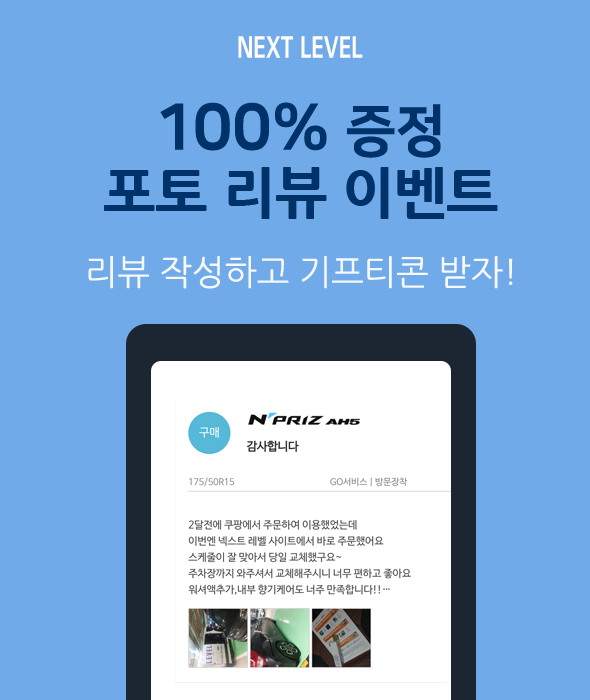 NEXT LEVEL
100% 증정
포토 리뷰 이벤트
리뷰 작성하고 기프티콘 받자!
구매
N'PRIZ AH5
감사합니다
175/50R15 GO서비스 | 방문장착
2달전에 쿠팡에서 주문하여 이용했었는데
이번엔 넥스트 레벨 사이트에서 바로 주문했어요
스케줄이 잘 맞아서 당일 교체했구요~
주차장까지 와주셔서 교체해주시니 너무 편하고 좋아요
워셔액추가,내부 향기케어도 너주 만족합니다!! ···
LEVEL